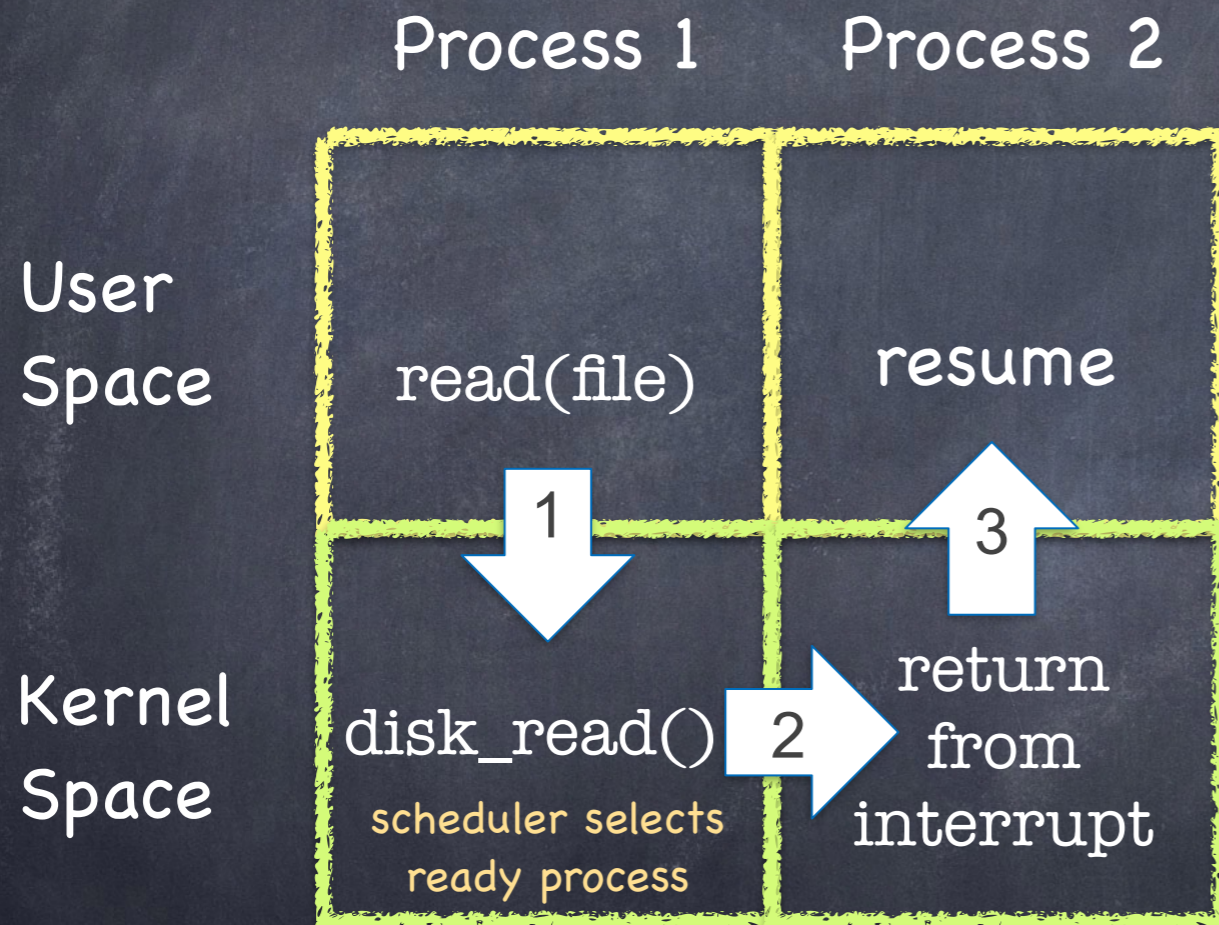 Process 1
Process 2
User
Space
read(file)
resume
1
3
Kernel
Space
disk_read()
scheduler selects
ready process
2
return
from
interrupt